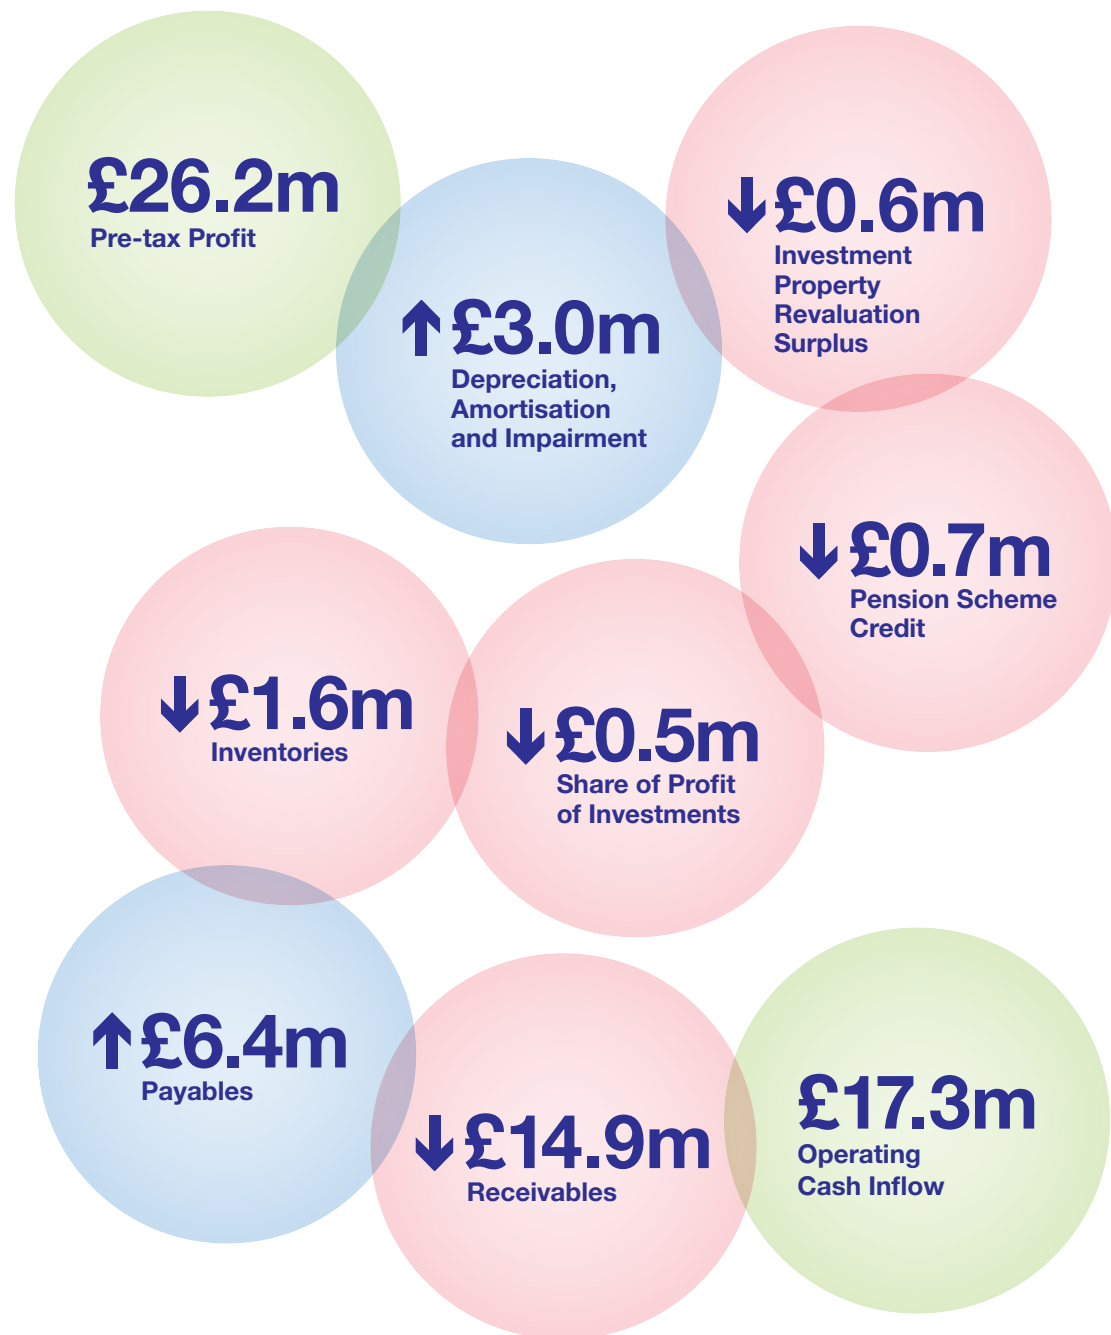 £26.2m
Pre-tax Profit
↑£3.0m
Depreciation,
Amortisation
and Impairment
↓£0.6m
Investment
Property
Revaluation
Surplus
↓£0.7m
Pension Scheme
Credit
↓£0.5m
Share of Profit
of Investments
↓£1.6m
Inventories
↑£6.4m
Payables
↓£14.9m
Receivables
£17.3m
Operating
Cash Inflow